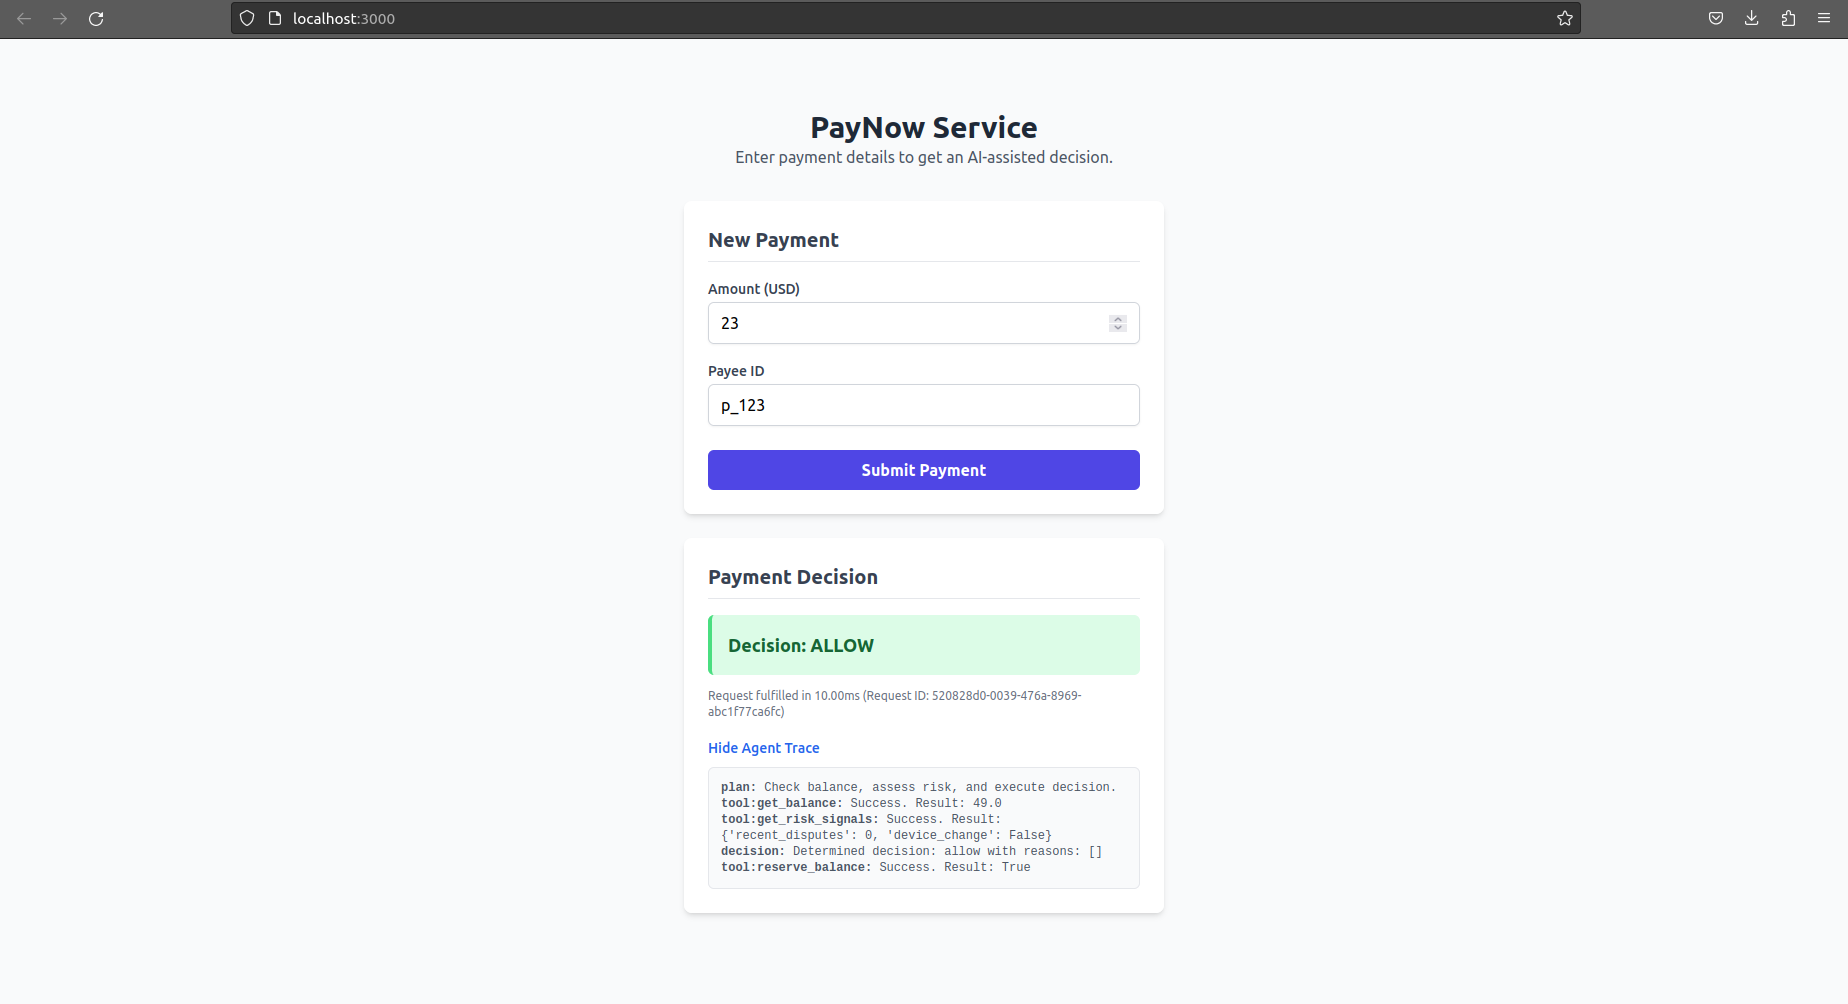 localhost:3000
PayNow Service
Enter payment details to get an AI-assisted decision.
New Payment
Amount (USD)
23
Payee ID
p_123
Submit Payment
Payment Decision
Decision: ALLOW
Request fulfilled in 10.00ms (Request ID: 520828d0-0039-476a-8969-
abc1f77ca6fc)
Hide Agent Trace
plan: Check balance, assess risk, and execute decision.
tool:get_balance: Success. Result: 49.0
tool:get_risk_signals: Success. Result:
{'recent_disputes': 0, 'device_change': False}
decision: Determined decision: allow with reasons: []
tool:reserve_balance: Success. Result: True